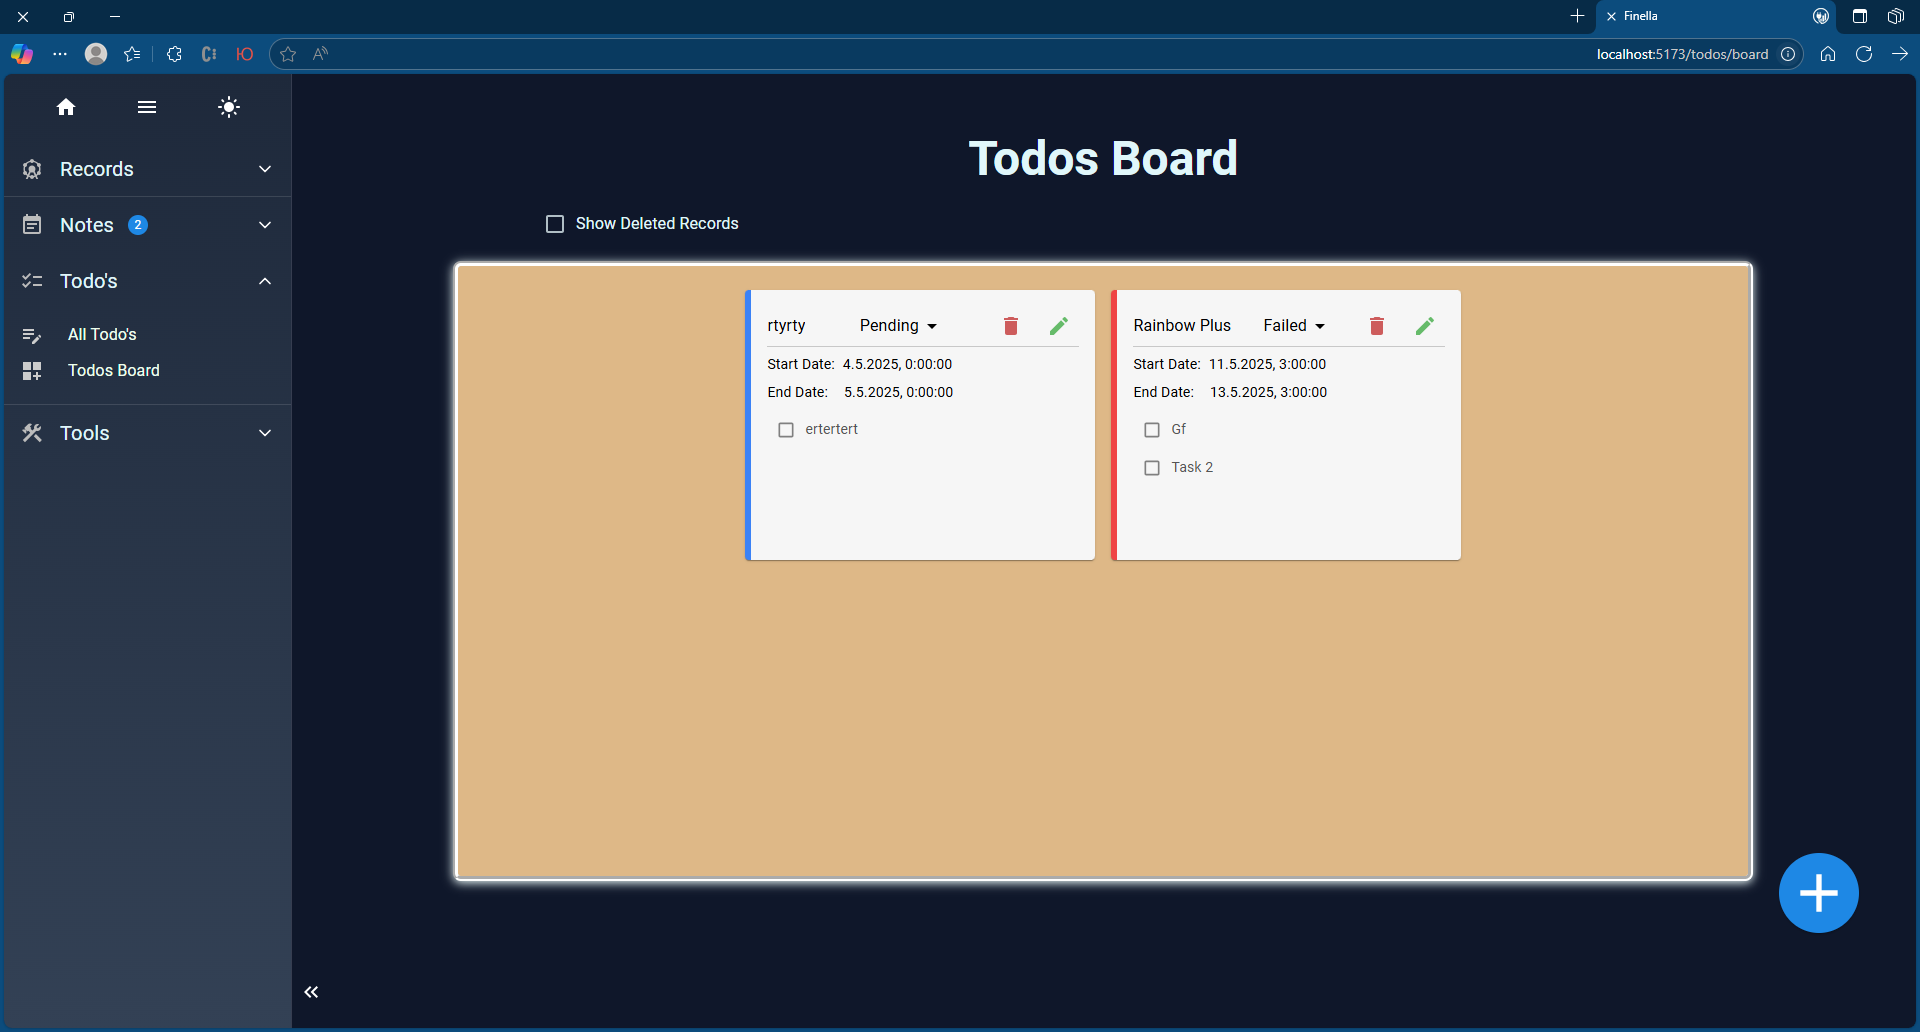 Finella
localhost:5173/todos/board
Records
Notes 2
Todo's
All Todo's
Todos Board
Tools
Todos Board
Show Deleted Records
rtyrty Pending
Start Date: 4.5.2025, 0:00:00
End Date: 5.5.2025, 0:00:00
ertertert
Rainbow Plus Failed
Start Date: 11.5.2025, 3:00:00
End Date: 13.5.2025, 3:00:00
Gf
Task 2